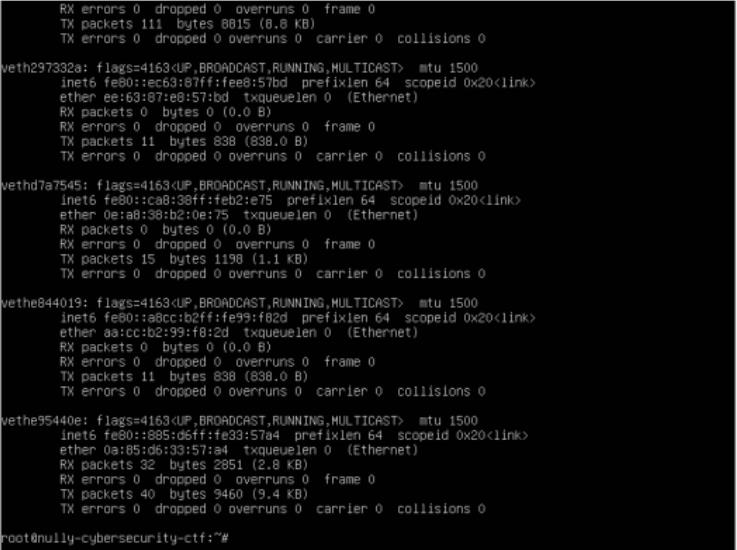 RX errors 0 dropped 0 overruns 0 frame 0
TX packets 111 bytes 8815 (8.8 KB)
TX errors 0 dropped 0 overruns 0 carrier 0 collisions 0
veth297332a: flags=4163<UP,BROADCAST,RUNNING,MULTICAST> mtu 1500
inet6 fe80::ec63:87ff:fee8:57bd prefixlen 64 scopeid 0x20<link>
ether ee:63:87:e8:57:bd txqueuelen 0 (Ethernet)
RX packets 0 bytes 0 (0.0 B)
RX errors 0 dropped 0 overruns 0 frame 0
TX packets 11 bytes 838 (838.0 B)
TX errors 0 dropped 0 overruns 0 carrier 0 collisions 0
vethd7a7545: flags=4163<UP,BROADCAST,RUNNING,MULTICAST> mtu 1500
inet6 fe80::ca8:38ff:feb2:e75 prefixlen 64 scopeid 0x20<link>
ether 0e:a8:38:b2:0e:75 txqueuelen 0 (Ethernet)
RX packets 0 bytes 0 (0.0 B)
RX errors 0 dropped 0 overruns 0 frame 0
TX packets 15 bytes 1198 (1.1 KB)
TX errors 0 dropped 0 overruns 0 carrier 0 collisions 0
vethe844019: flags=4163<UP,BROADCAST,RUNNING,MULTICAST> mtu 1500
inet6 fe80::a8cc:b2ff:fe99:f82d prefixlen 64 scopeid 0x20<link>
ether aa:cc:b2:99:f8:2d txqueuelen 0 (Ethernet)
RX packets 0 bytes 0 (0.0 B)
RX errors 0 dropped 0 overruns 0 frame 0
TX packets 11 bytes 838 (838.0 B)
TX errors 0 dropped 0 overruns 0 carrier 0 collisions 0
vethe95440e: flags=4163<UP,BROADCAST,RUNNING,MULTICAST> mtu 1500
inet6 fe80::885:d6ff:fe33:57a4 prefixlen 64 scopeid 0x20<link>
ether 0a:85:d6:33:57:a4 txqueuelen 0 (Ethernet)
RX packets 32 bytes 2851 (2.8 KB)
RX errors 0 dropped 0 overruns 0 frame 0
TX packets 40 bytes 9460 (9.4 KB)
TX errors 0 dropped 0 overruns 0 carrier 0 collisions 0
root@nully-cybersecurity-ctf:~#